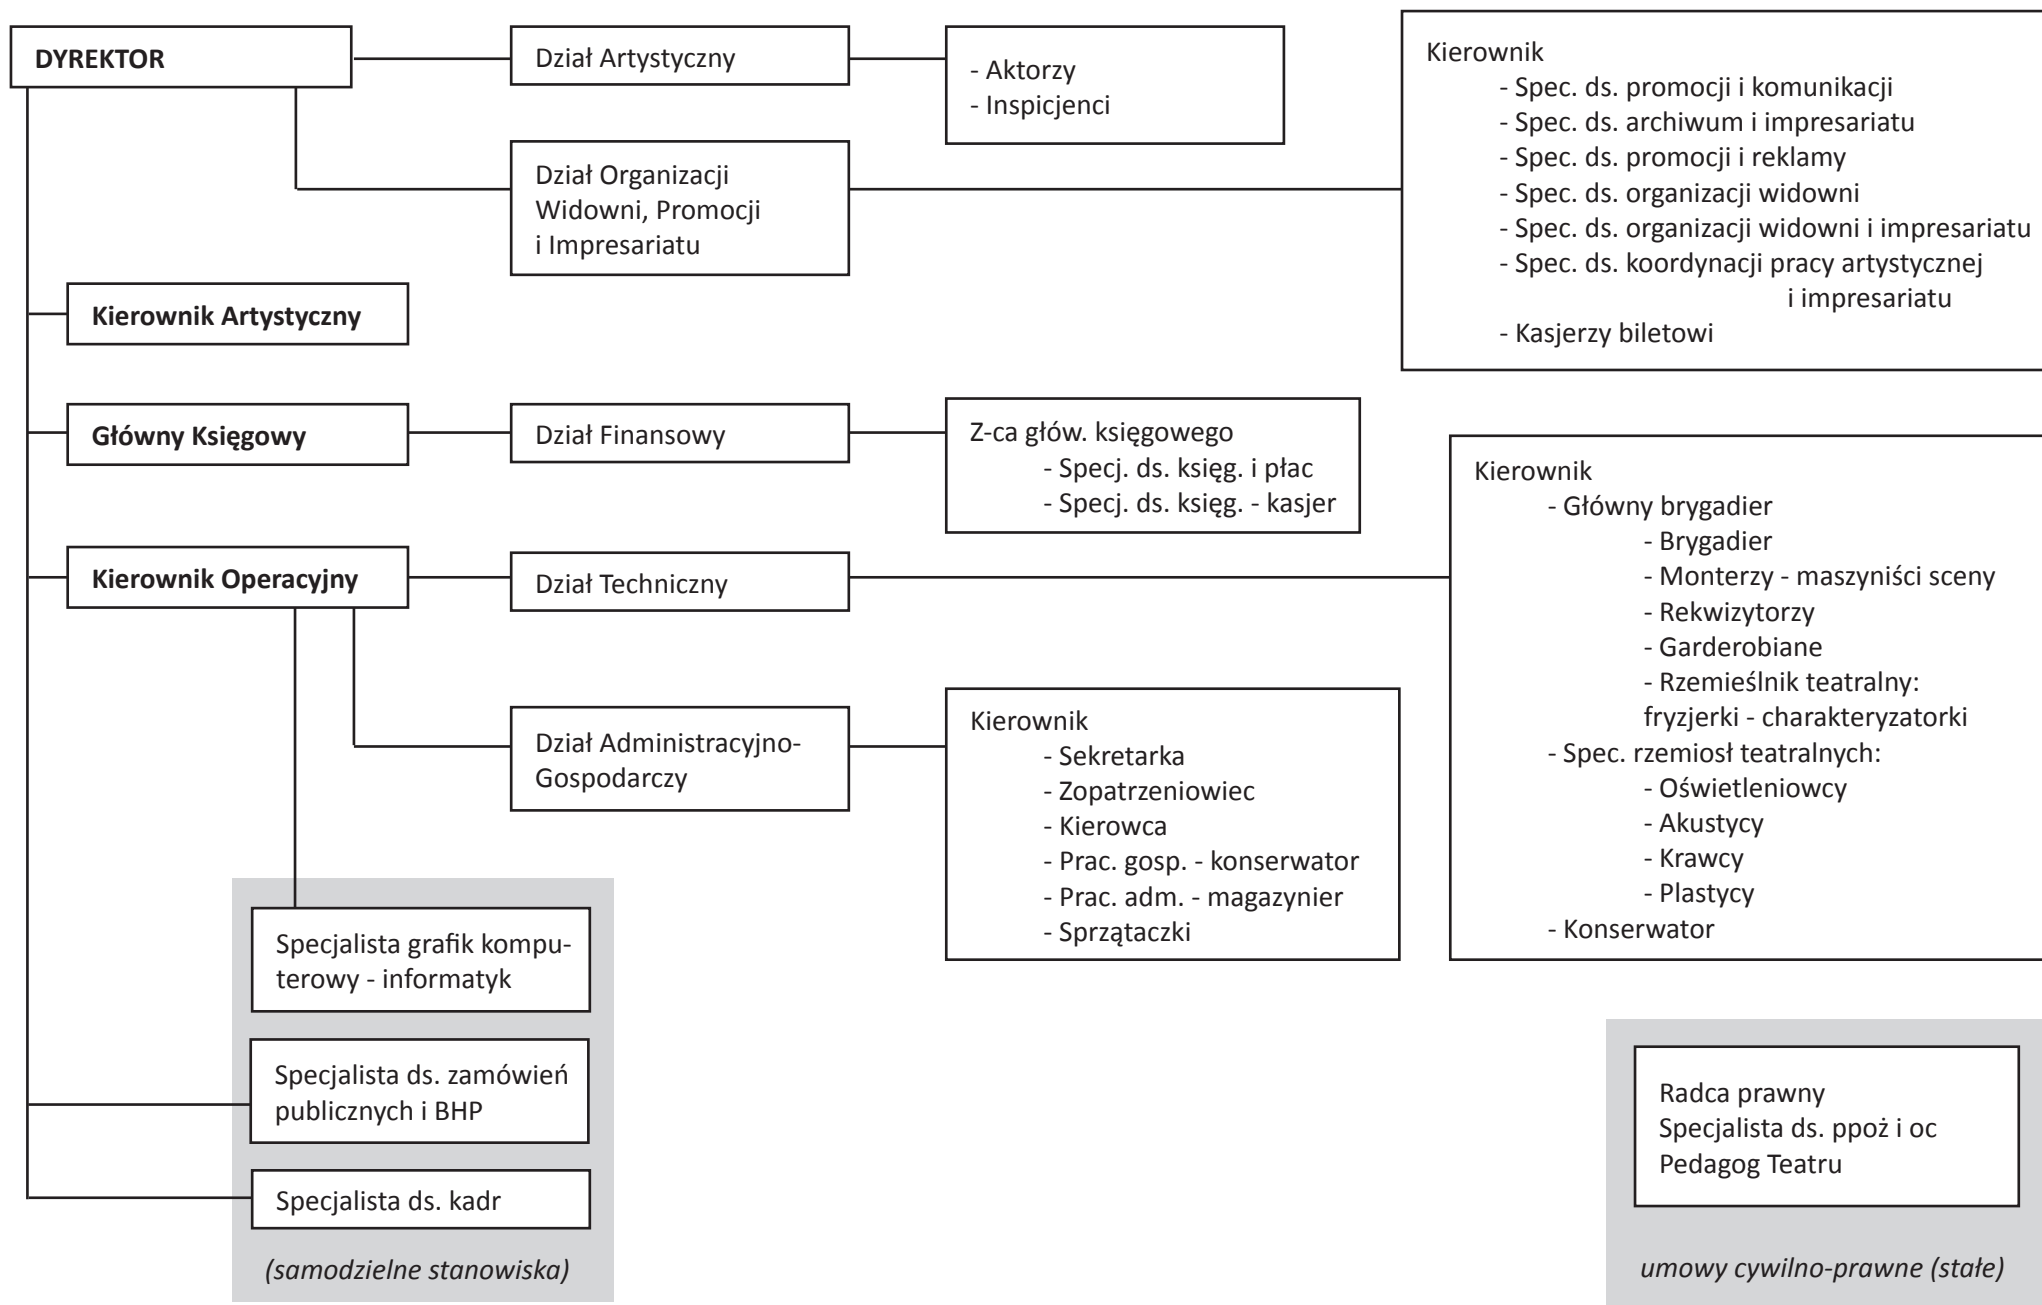 DYREKTOR
Dział Artystyczny
- Aktorzy
- Inspicjenci
Dział Organizacji
Widowni, Promocji
i Impresariatu
Kierownik
- Spec. ds. promocji i komunikacji
- Spec. ds. archiwum i impresariatu
- Spec. ds. promocji i reklamy
- Spec. ds. organizacji widowni
- Spec. ds. organizacji widowni i impresariatu
- Spec. ds. koordynacji pracy artystycznej
i impresariatu
- Kasjerzy biletowi
Kierownik Artystyczny
Główny Księgowy
Dział Finansowy
Z-ca głów. księgowego
- Specj. ds. księg. i płac
- Specj. ds. księg. - kasjer
Kierownik Operacyjny
Dział Techniczny
Kierownik
- Główny brygadier
- Brygadier
- Monterzy - maszyniści sceny
- Rekwizytorzy
- Garderobiane
- Rzemieślnik teatralny:
fryzjerki - charakteryzatorki
- Spec. rzemiosł teatralnych:
- Oświetleniowcy
- Akustycy
- Krawcy
- Plastycy
- Konserwator
Dział Administracyjno-
Gospodarczy
Kierownik
- Sekretarka
- Zopatrzeniowiec
- Kierowca
- Prac. gosp. - konserwator
- Prac. adm. - magazynier
- Sprzątaczki
Specjalista grafik kompu-
terowy - informatyk
Specjalista ds. zamówień
publicznych i BHP
Specjalista ds. kadr
(samodzielne stanowiska)
Radca prawny
Specjalista ds. ppoż i oc
Pedagog Teatru
umowy cywilno-prawne (stałe)